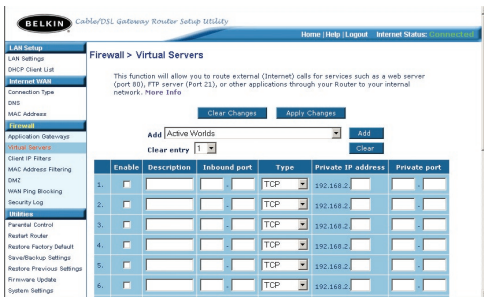 BELKIN Cable/DSL Gateway Router Setup Utility
Home | Help | Logout Internet Status: Connected
LAN Setup
LAN Settings
DHCP Client List
Internet WAN
Connection Type
DNS
MAC Address
Firewall
Application Gateways
Virtual Servers
Client IP Filters
MAC Address Filtering
DMZ
WAN Ping Blocking
Security Log
Utilities
Parental Control
Restart Router
Restore Factory Default
Save/Backup Settings
Restore Previous Settings
Firmware Update
System Settings
Firewall > Virtual Servers
This function will allow you to route external (Internet) calls for services such as a web server
(port 80), FTP server (Port 21), or other applications through your Router to your internal
network. More Info
Clear Changes Apply Changes
Add Active Worlds Add
Clear entry 1 Clear
Enable Description Inbound port Type Private IP address Private port
1. - TCP 192.168.2. -
2. - TCP 192.168.2. -
3. - TCP 192.168.2. -
4. - TCP 192.168.2. -
5. - TCP 192.168.2. -
6. - TCP 192.168.2. -